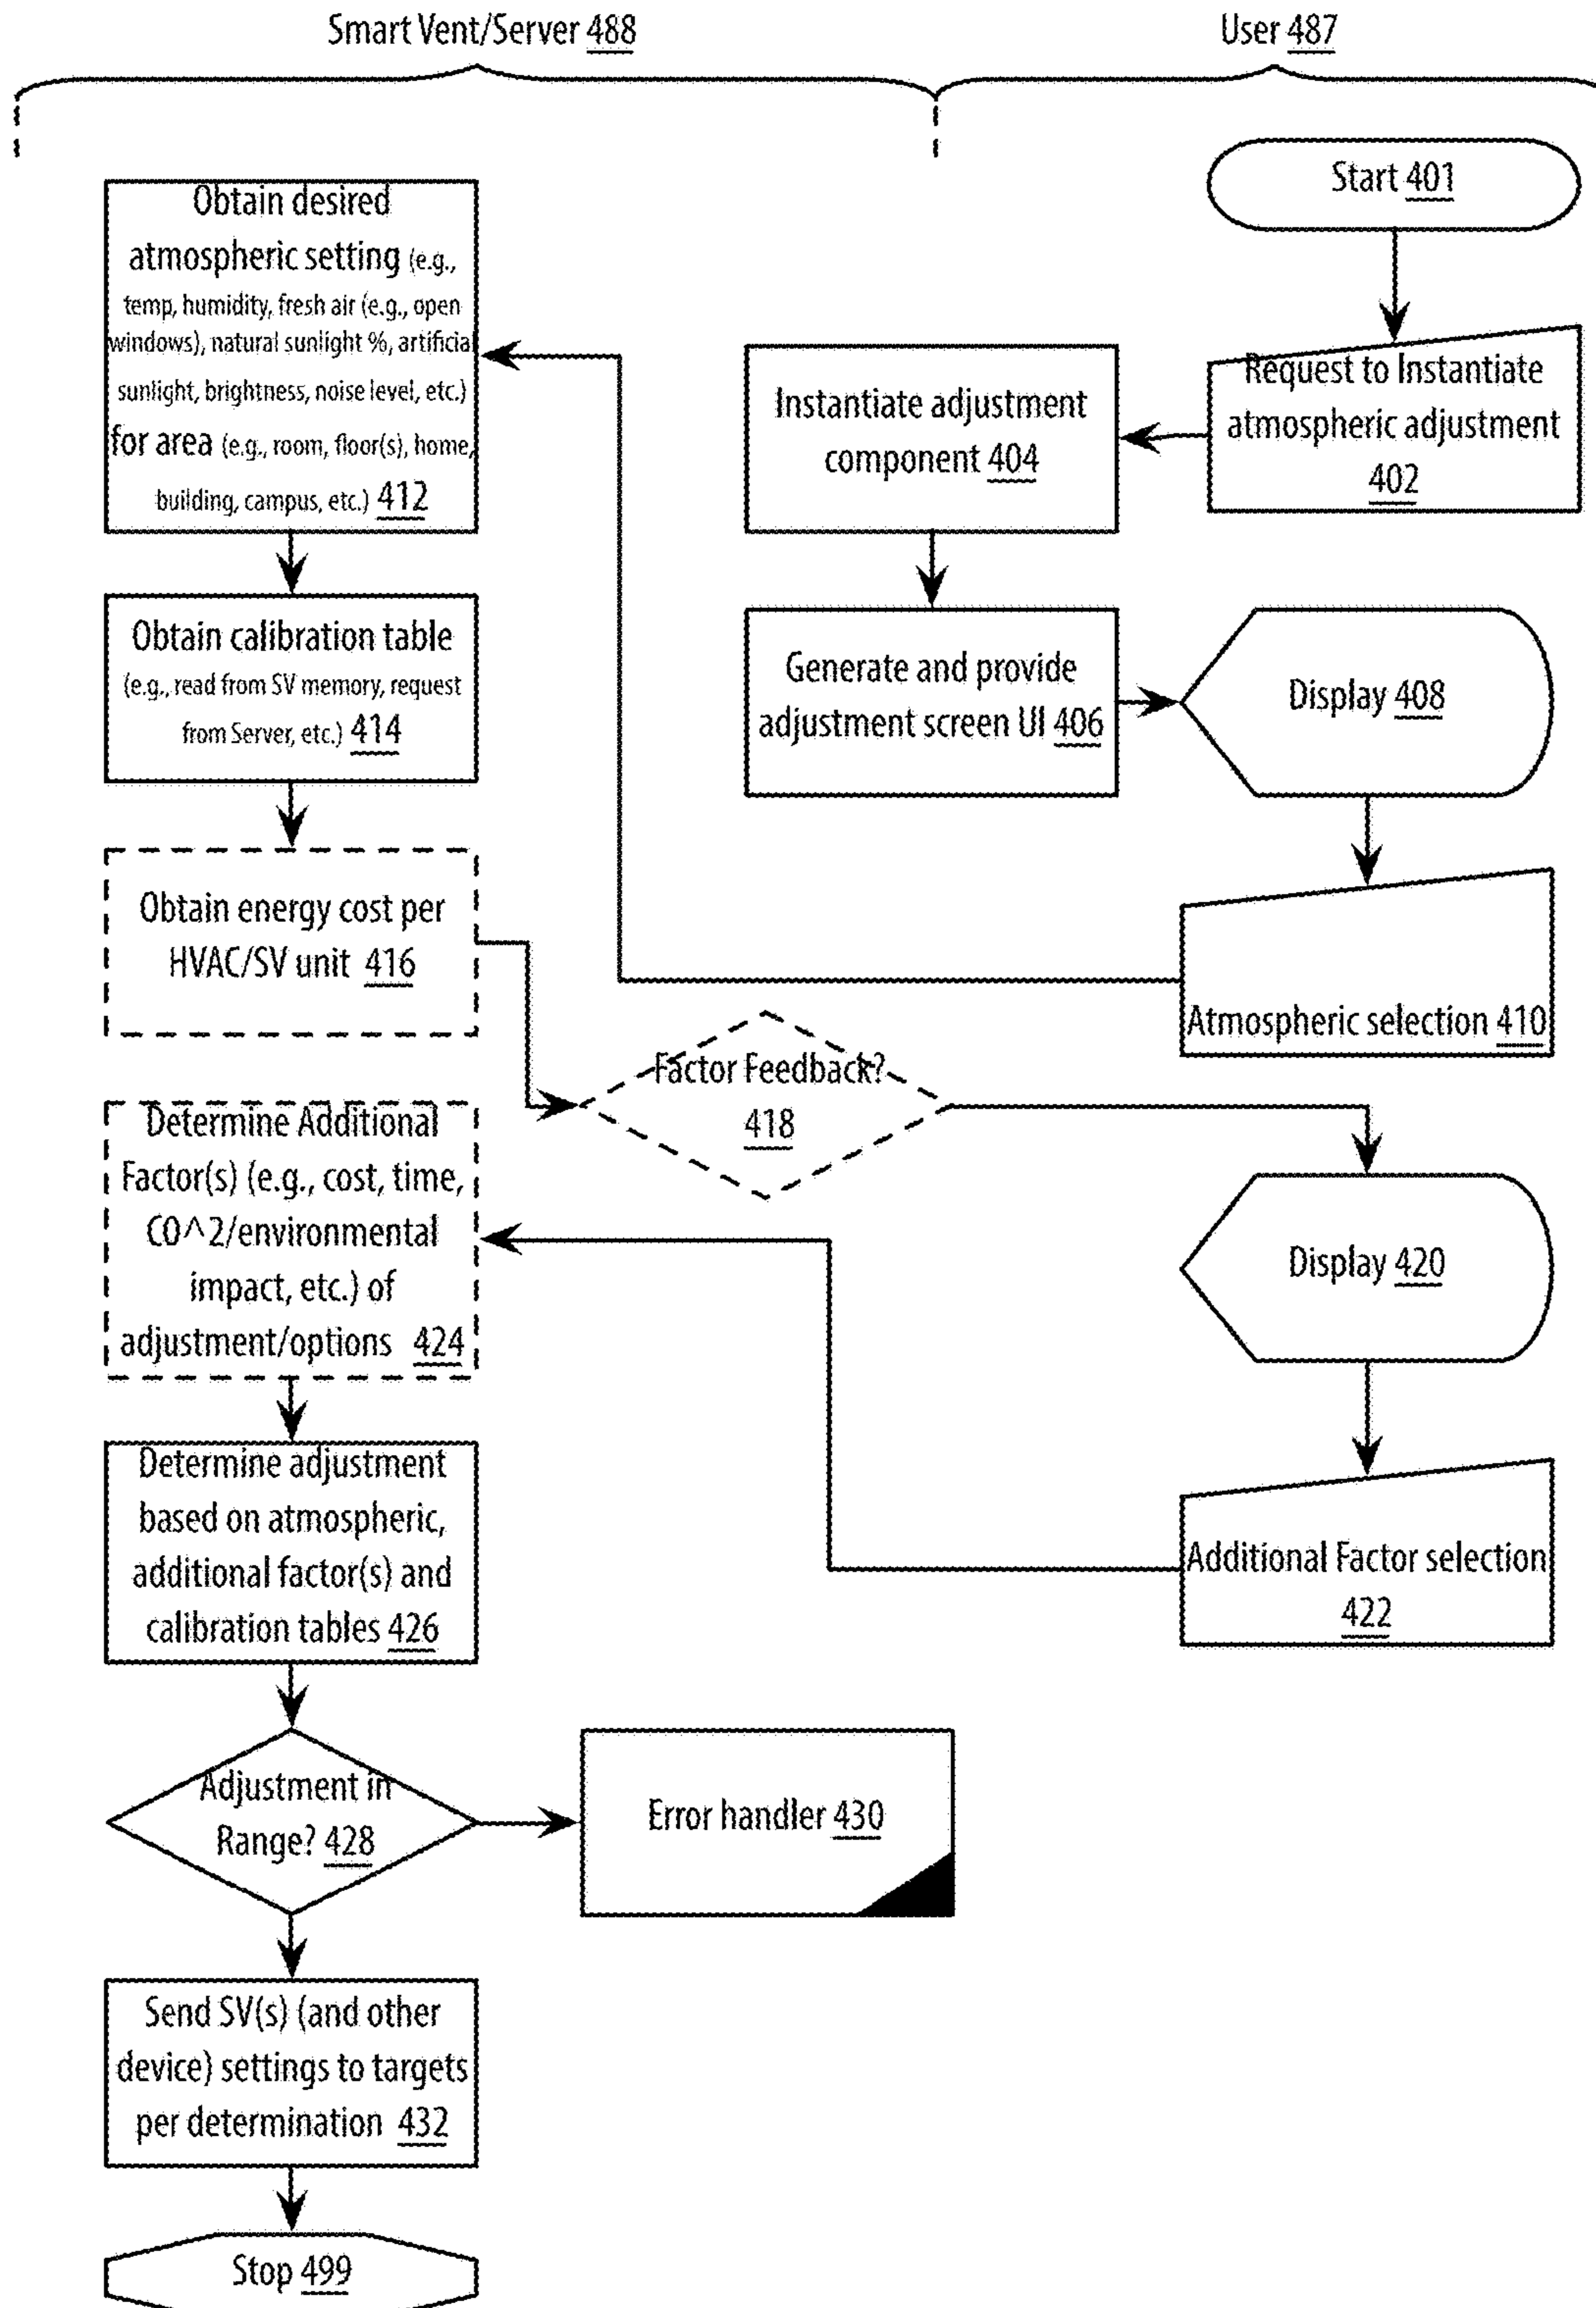 Smart Vent/Server 488
User 487
Start 401
Request to Instantiate
atmospheric adjustment
402
Instantiate adjustment
component 404
Generate and provide
adjustment screen UI 406
Display 408
Atmospheric selection 410
Obtain desired
atmospheric setting (e.g.,
temp, humidity, fresh air (e.g., open
windows), natural sunlight %, artificial
sunlight, brightness, noise level, etc.)
for area (e.g., room, floor(s), home,
building, campus, etc.) 412
Obtain calibration table
(e.g., read from SV memory, request
from Server, etc.) 414
Obtain energy cost per
HVAC/SV unit 416
Factor Feedback?
418
Display 420
Additional Factor selection
422
Determine Additional
Factor(s) (e.g., cost, time,
CO^2/environmental
impact, etc.) of
adjustment/options 424
Determine adjustment
based on atmospheric,
additional factor(s) and
calibration tables 426
Adjustment in
Range? 428
Error handler 430
Send SV(s) (and other
device) settings to targets
per determination 432
Stop 499